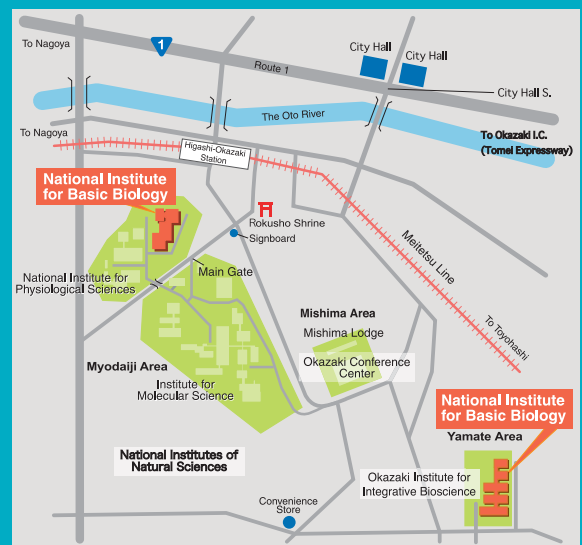 To Nagoya
1
Route 1
City Hall
City Hall
City Hall S.
The Oto River
To Nagoya
Higashi-Okazaki
Station
To Okazaki I.C.
(Tomei Expressway)
National Institute
for Basic Biology
Rokusho Shrine
Signboard
Main Gate
National Institute for
Physiological Sciences
Meitetsu Line
To Toyohashi
Mishima Area
Mishima Lodge
Okazaki Conference
Center
Myodaiji Area
Institute for
Molecular Science
National Institute
for Basic Biology
Yamate Area
National Institutes of
Natural Sciences
Okazaki Institute for
Integrative Bioscience
Convenience
Store